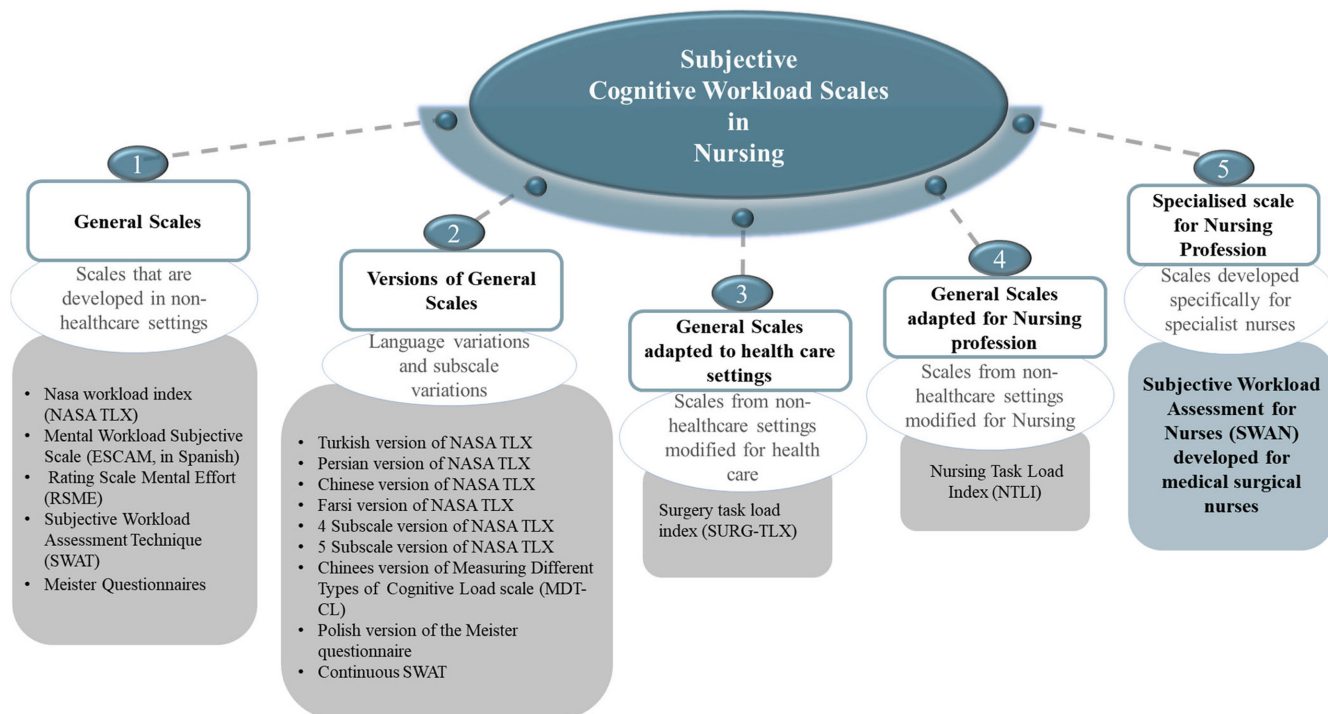 Subjective
Cognitive Workload Scales
in
Nursing
1
General Scales
Scales that are
developed in non-
healthcare settings
• Nasa workload index
(NASA TLX)
• Mental Workload Subjective
Scale (ESCAM, in Spanish)
• Rating Scale Mental Effort
(RSME)
• Subjective Workload
Assessment Technique
(SWAT)
• Meister Questionnaires
2
Versions of General
Scales
Language variations
and subscale
variations
• Turkish version of NASA TLX
• Persian version of NASA TLX
• Chinese version of NASA TLX
• Farsi version of NASA TLX
• 4 Subscale version of NASA TLX
• 5 Subscale version of NASA TLX
• Chinees version of Measuring Different
Types of Cognitive Load scale (MDT-
CL)
• Polish version of the Meister
questionnaire
• Continuous SWAT
3
General Scales
adapted to health care
settings
Scales from non-
healthcare settings
modified for health
care
Surgery task load
index (SURG-TLX)
4
General Scales
adapted for Nursing
profession
Scales from non-
healthcare settings
modified for Nursing
Nursing Task Load
Index (NTLI)
5
Specialised scale
for Nursing
Profession
Scales developed
specifically for
specialist nurses
Subjective Workload
Assessment for
Nurses (SWAN)
developed for
medical surgical
nurses